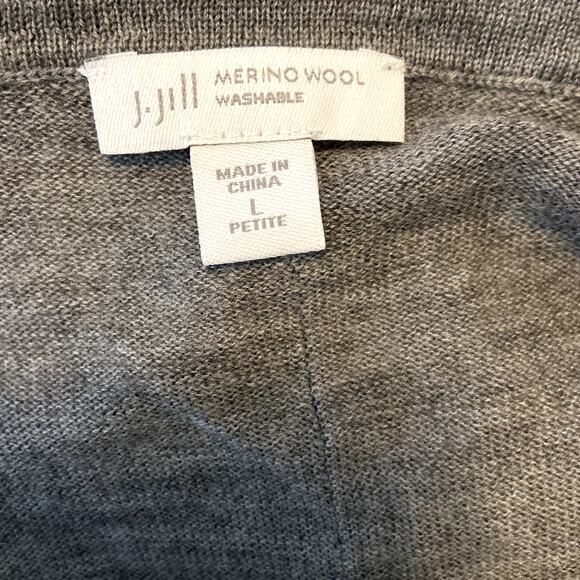 J.Jill MERINO WOOL
WASHABLE
MADE IN
CHINA
L
PETITE